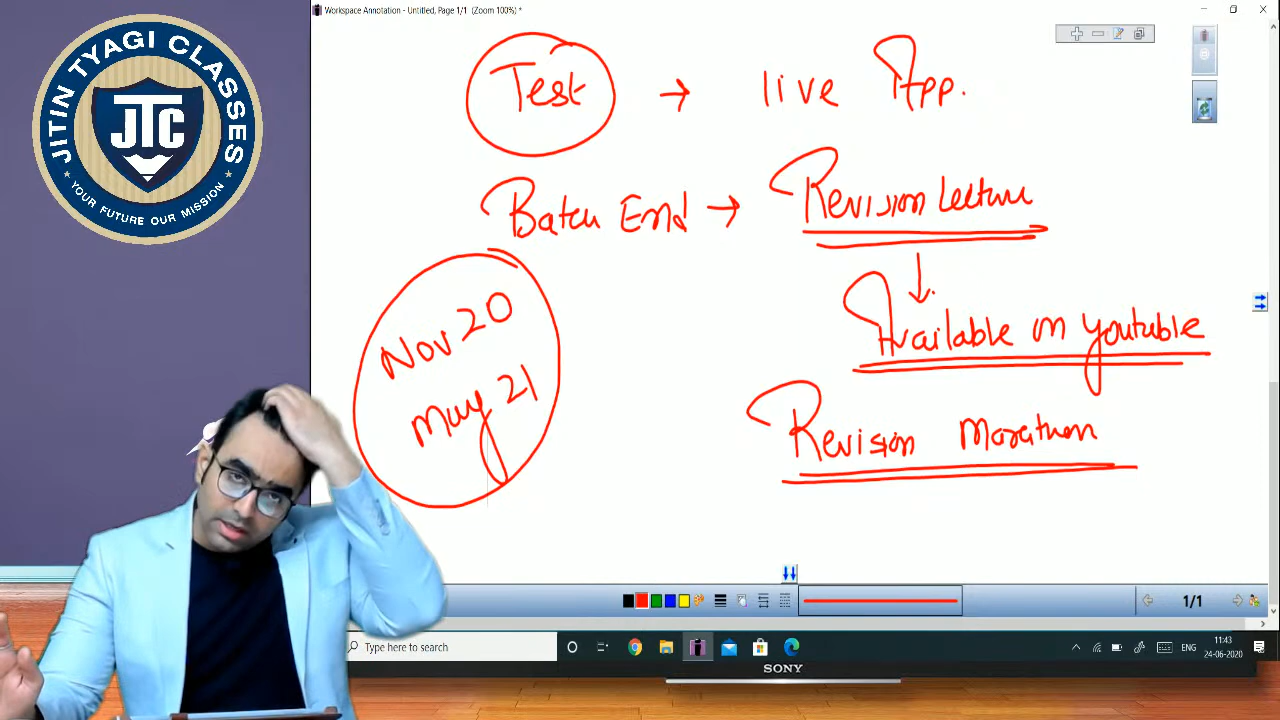 Workspace Annotation - Untitled, Page 1/1 (Zoom 100%) *
JITIN TYAGI CLASSES
JTC
YOUR FUTURE OUR MISSION
Test → live App.
Batch End → Revision Lecture
↓
Available on youtuble
Nov 20
May 21
Revision Marathon
1/1
Type here to search
ENG
11:43
24-06-2020
SONY